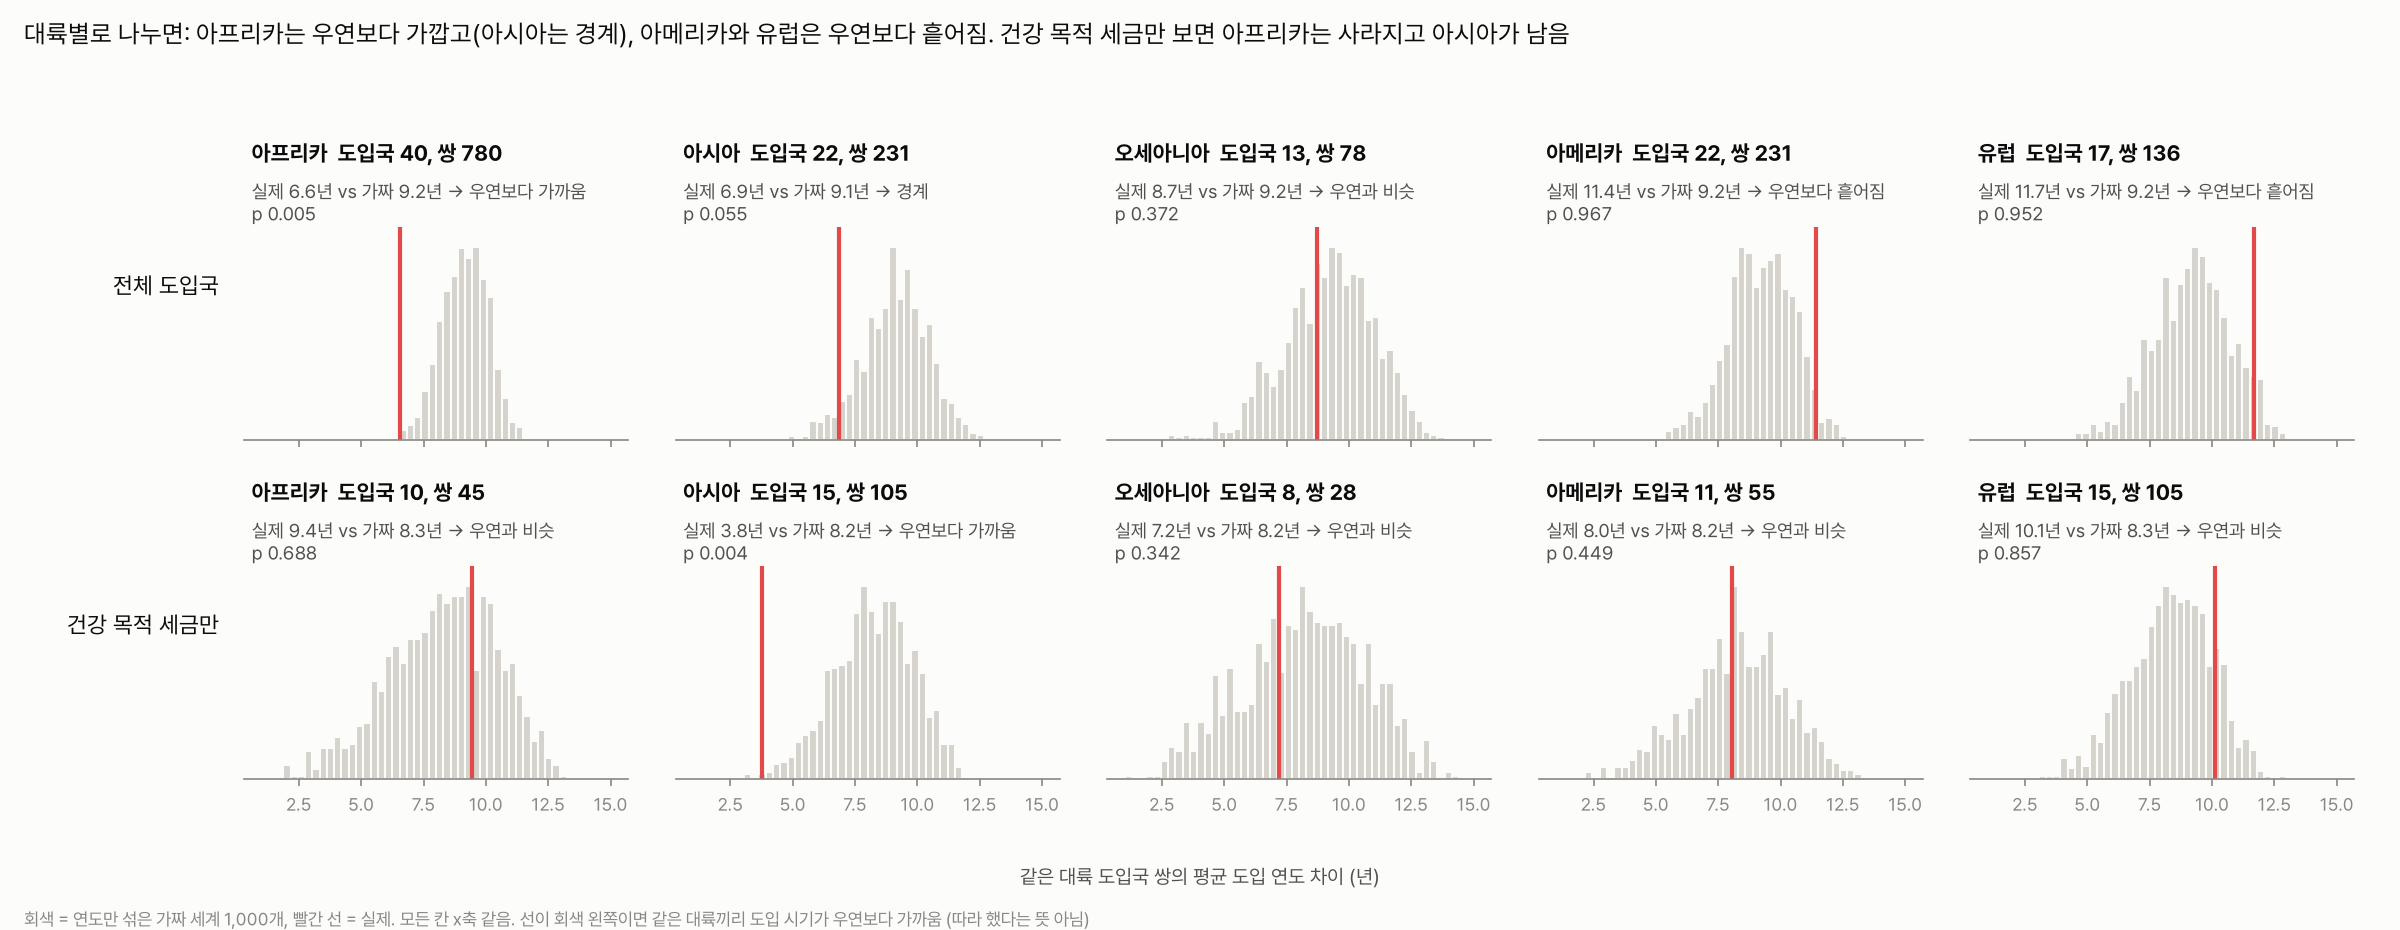 대륙별로 나누면: 아프리카는 우연보다 가깝고(아시아는 경계), 아메리카와 유럽은 우연보다 흩어짐. 건강 목적 세금만 보면 아프리카는 사라지고 아시아가 남음
전체 도입국
아프리카 도입국 40, 쌍 780
실제 6.6년 vs 가짜 9.2년 → 우연보다 가까움
p 0.005
아시아 도입국 22, 쌍 231
실제 6.9년 vs 가짜 9.1년 → 경계
p 0.055
오세아니아 도입국 13, 쌍 78
실제 8.7년 vs 가짜 9.2년 → 우연과 비슷
p 0.372
아메리카 도입국 22, 쌍 231
실제 11.4년 vs 가짜 9.2년 → 우연보다 흩어짐
p 0.967
유럽 도입국 17, 쌍 136
실제 11.7년 vs 가짜 9.2년 → 우연보다 흩어짐
p 0.952
건강 목적 세금만
아프리카 도입국 10, 쌍 45
실제 9.4년 vs 가짜 8.3년 → 우연과 비슷
p 0.688
아시아 도입국 15, 쌍 105
실제 3.8년 vs 가짜 8.2년 → 우연보다 가까움
p 0.004
오세아니아 도입국 8, 쌍 28
실제 7.2년 vs 가짜 8.2년 → 우연과 비슷
p 0.342
아메리카 도입국 11, 쌍 55
실제 8.0년 vs 가짜 8.2년 → 우연과 비슷
p 0.449
유럽 도입국 15, 쌍 105
실제 10.1년 vs 가짜 8.3년 → 우연과 비슷
p 0.857
2.5 5.0 7.5 10.0 12.5 15.0
2.5 5.0 7.5 10.0 12.5 15.0
2.5 5.0 7.5 10.0 12.5 15.0
2.5 5.0 7.5 10.0 12.5 15.0
2.5 5.0 7.5 10.0 12.5 15.0
같은 대륙 도입국 쌍의 평균 도입 연도 차이 (년)
회색 = 연도만 섞은 가짜 세계 1,000개, 빨간 선 = 실제. 모든 칸 x축 같음. 선이 회색 왼쪽이면 같은 대륙끼리 도입 시기가 우연보다 가까움 (따라 했다는 뜻 아님)